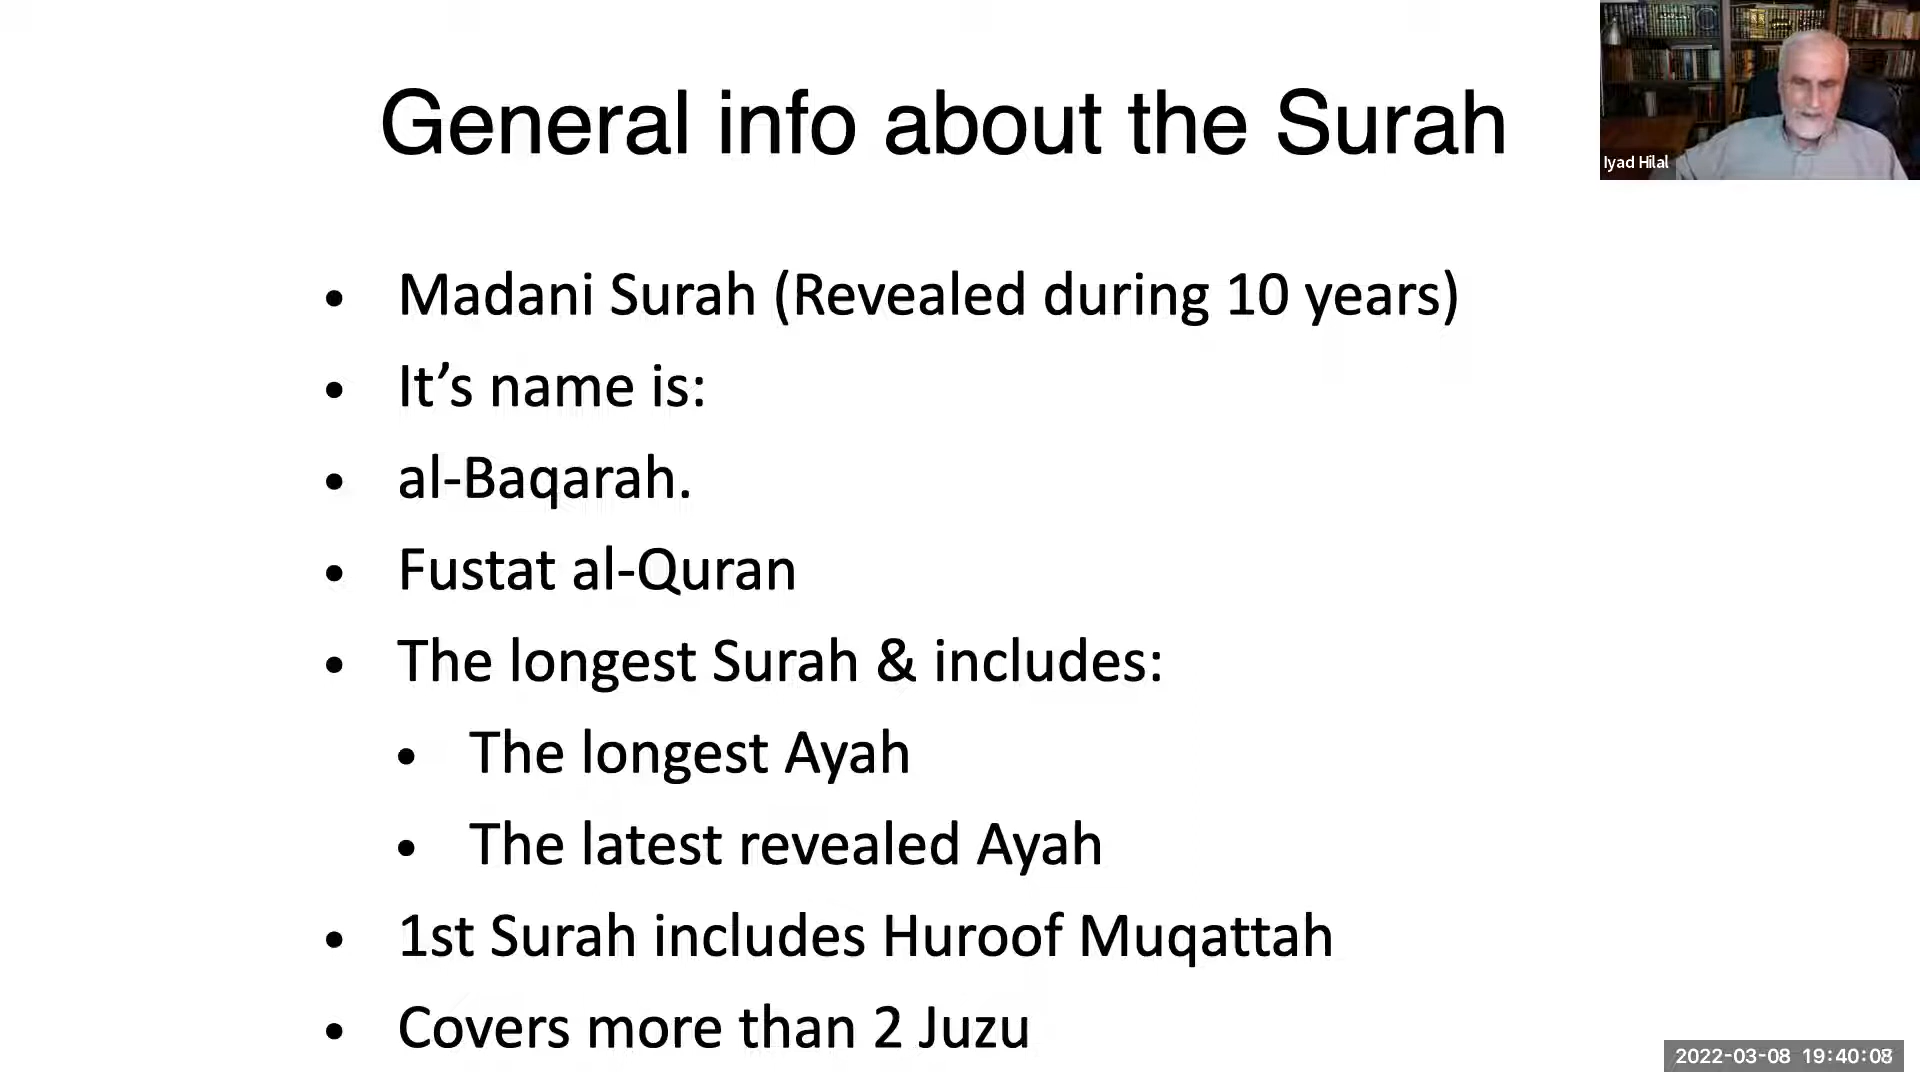 General info about the Surah
Iyad Hilal
• Madani Surah (Revealed during 10 years)
• It’s name is:
• al-Baqarah.
• Fustat al-Quran
• The longest Surah & includes:
• The longest Ayah
• The latest revealed Ayah
• 1st Surah includes Huroof Muqattah
• Covers more than 2 Juzu
2022-03-08 19:40:08